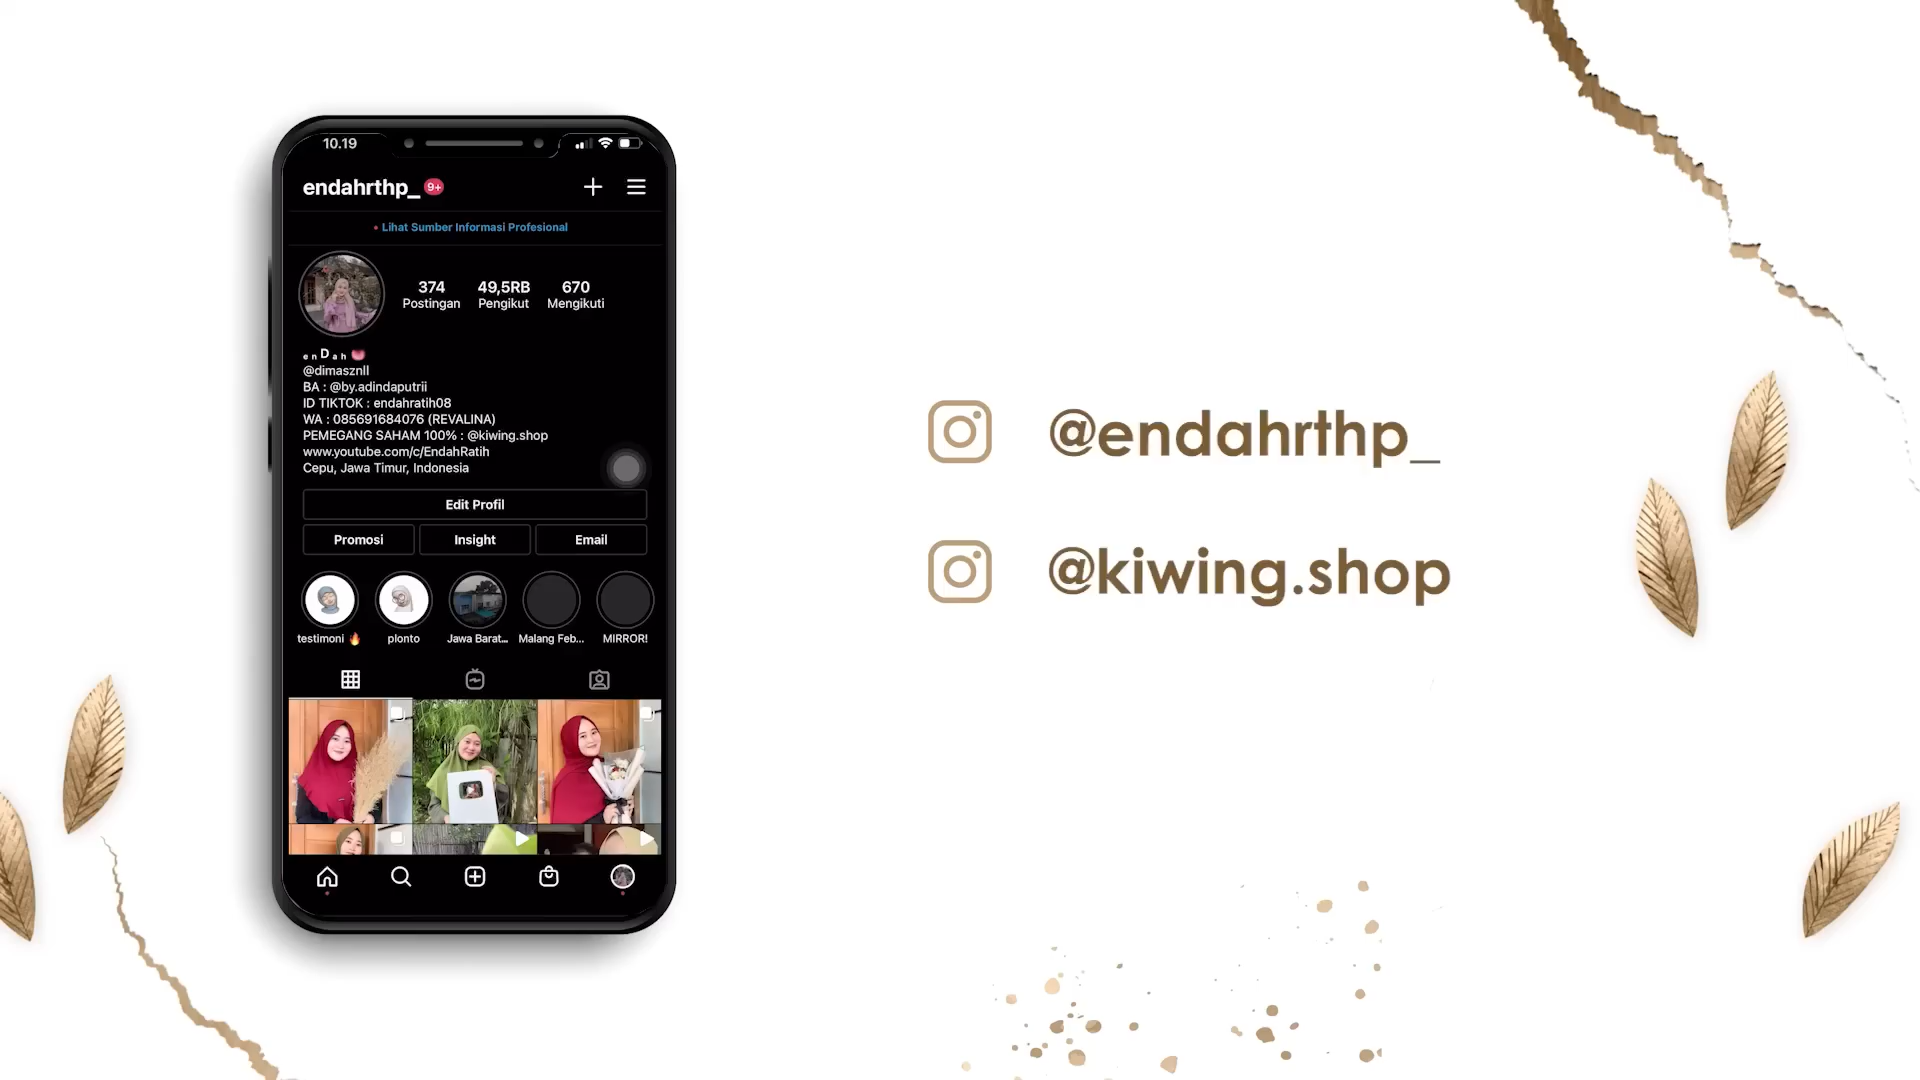 10.19
endahrthp_ 9+
• Lihat Sumber Informasi Profesional
374 49,5RB 670
Postingan Pengikut Mengikuti
ₑ ₙ D ₐ ₕ 👅
@dimasznll
BA : @by.adindaputrii
ID TIKTOK : endahratih08
WA : 085691684076 (REVALINA)
PEMEGANG SAHAM 100% : @kiwing.shop
www.youtube.com/c/EndahRatih
Cepu, Jawa Timur, Indonesia
Edit Profil
Promosi Insight Email
testimoni 🔥 plonto Jawa Barat... Malang Feb... MIRROR!
@endahrthp_
@kiwing.shop